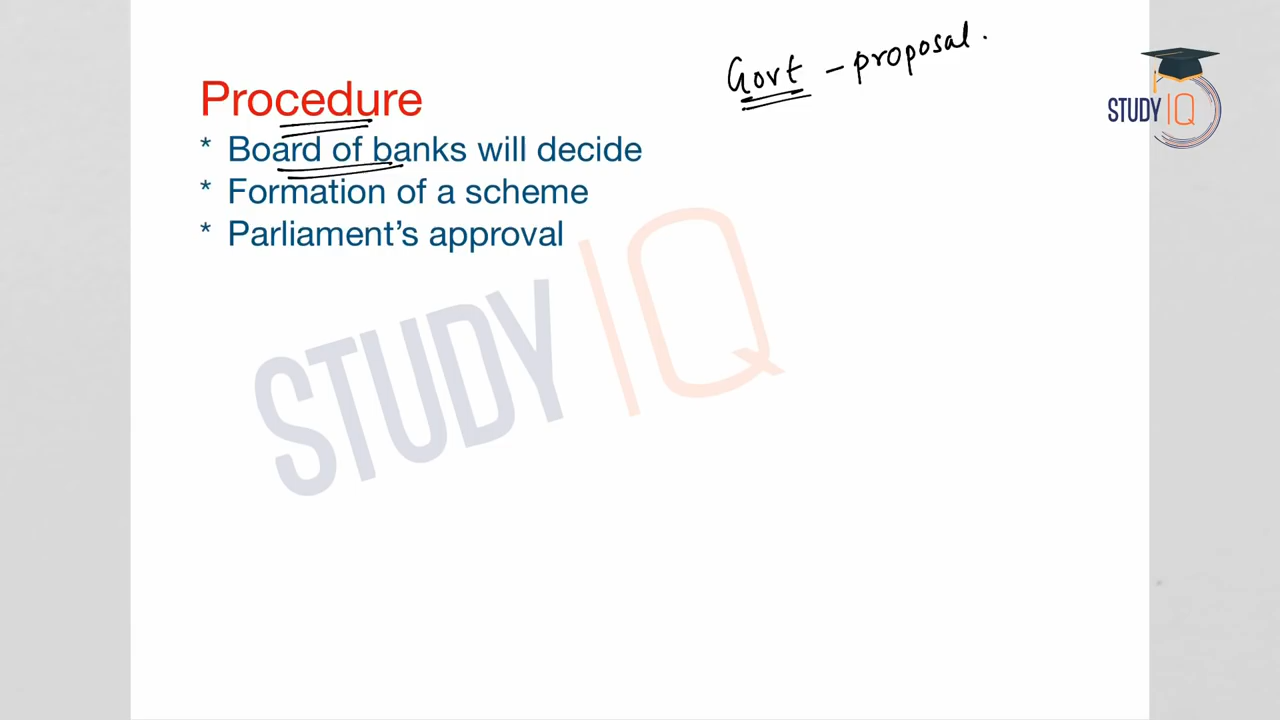 Govt - proposal.
Procedure
* Board of banks will decide
* Formation of a scheme
* Parliament's approval
STUDY IQ
STUDY IQ